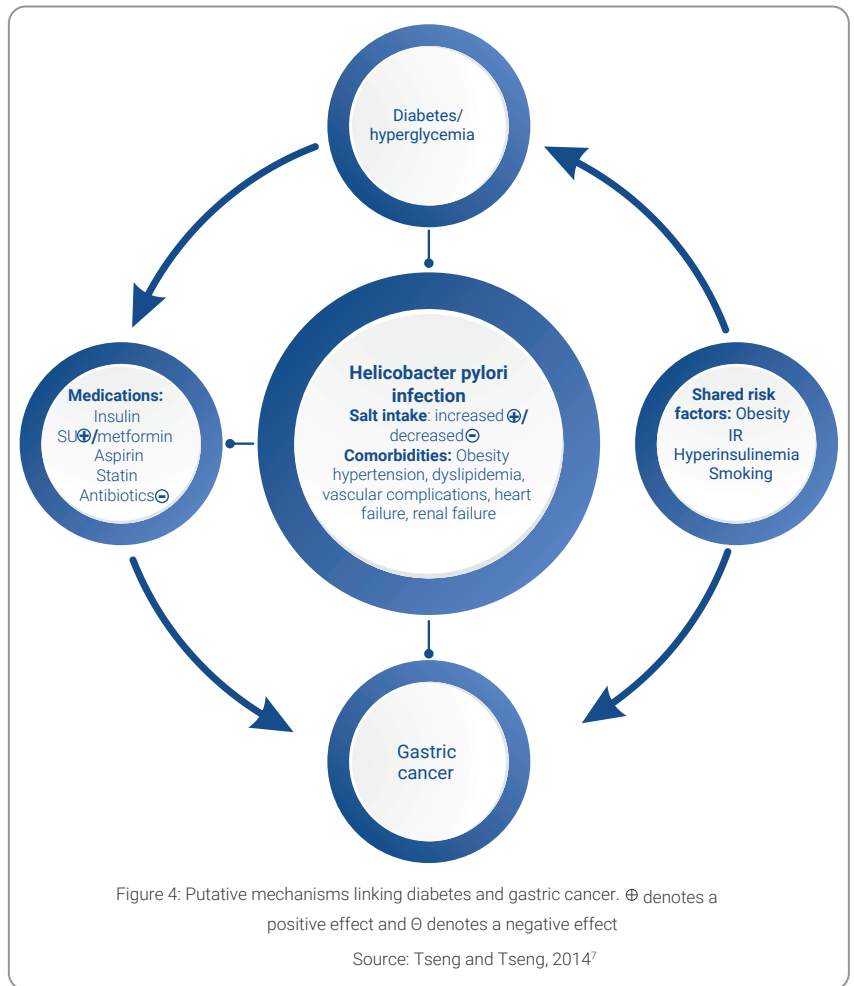 Diabetes/
hyperglycemia
Helicobacter pylori
infection
Salt intake: increased ⊕/
decreased ⊖
Comorbidities: Obesity
hypertension, dyslipidemia,
vascular complications, heart
failure, renal failure
Medications:
Insulin
SU⊕/metformin
Aspirin
Statin
Antibiotics⊖
Shared risk
factors: Obesity
IR
Hyperinsulinemia
Smoking
Gastric
cancer
Figure 4: Putative mechanisms linking diabetes and gastric cancer. ⊕ denotes a
positive effect and Θ denotes a negative effect
Source: Tseng and Tseng, 2014⁷